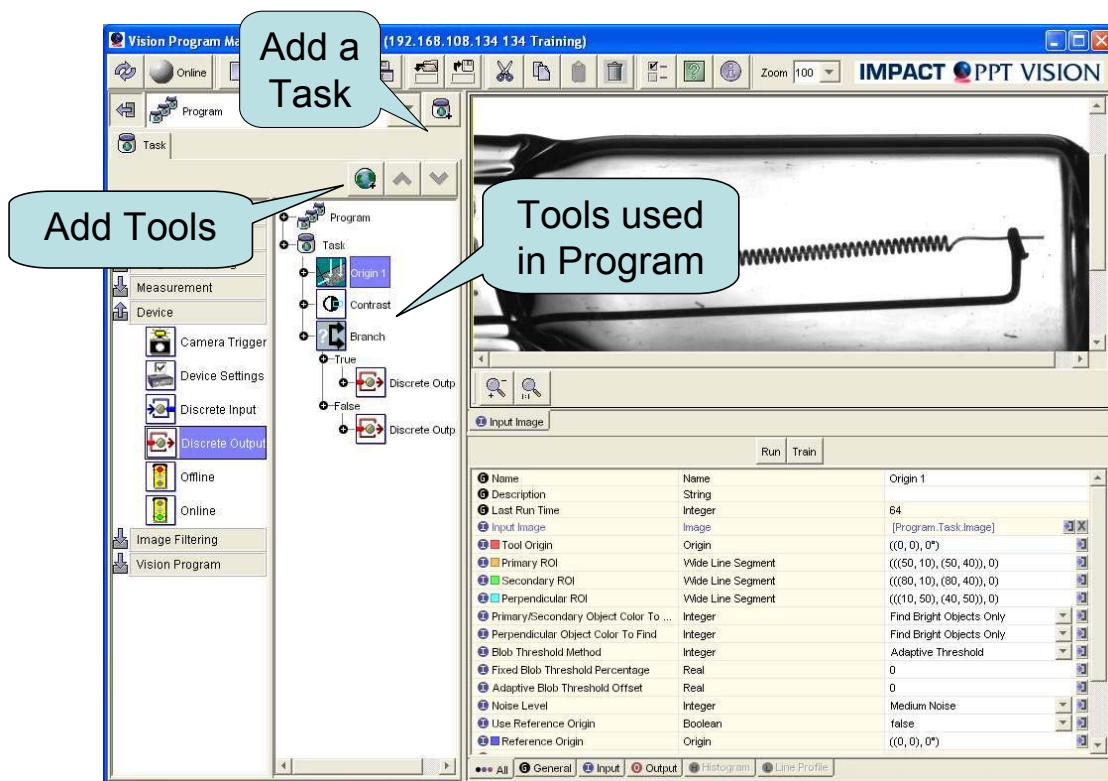 Vision Program Ma
(192.168.108.134 134 Training)
Add a
Task
Online
Zoom
100
IMPACT PPT VISION
Program
Task
Add Tools
Tools used
in Program
Measurement
Device
Camera Trigger
Device Settings
Discrete Input
Discrete Output
Offline
Online
Image Filtering
Vision Program
Program
Task
Origin 1
Contrast
Branch
True
Discrete Outp
False
Discrete Outp
1:1
Input Image
Run Train
Name Name Origin 1
Description String
Last Run Time Integer 64
Input Image Image [Program.Task.Image]
Tool Origin Origin ((0, 0), 0°)
Primary ROI Wide Line Segment (((50, 10), (50, 40)), 0)
Secondary ROI Wide Line Segment (((80, 10), (80, 40)), 0)
Perpendicular ROI Wide Line Segment (((10, 50), (40, 50)), 0)
Primary/Secondary Object Color To ... Integer Find Bright Objects Only
Perpendicular Object Color To Find Integer Find Bright Objects Only
Blob Threshold Method Integer Adaptive Threshold
Fixed Blob Threshold Percentage Real 0
Adaptive Blob Threshold Offset Real 0
Noise Level Integer Medium Noise
Use Reference Origin Boolean false
Reference Origin Origin ((0, 0), 0°)
All General Input Output Histogram Line Profile